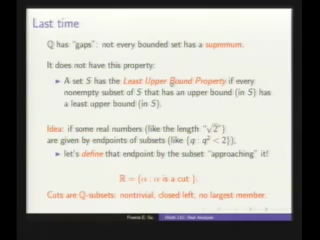 Last time
ℚ has "gaps": not every bounded set has a supremum.
It does not have this property:
▶ A set S has the Least Upper Bound Property if every
nonempty subset of S that has an upper bound (in S) has
a least upper bound (in S).
Idea: if some real numbers (like the length "√2")
are given by endpoints of subsets (like {q : q² < 2}),
▶ let's define that endpoint by the subset "approaching" it!
ℝ = {α : α is a cut}.
Cuts are ℚ-subsets: nontrivial, closed left, no largest member.
Francis E. Su Math 131: Real Analysis